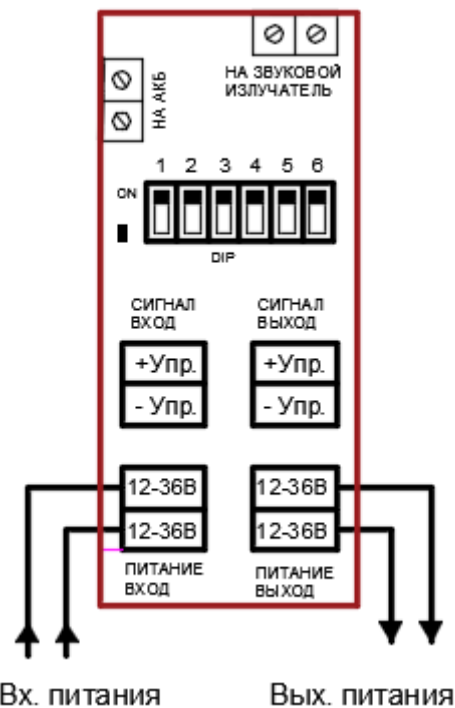 НА ЗВУКОВОЙ
ИЗЛУЧАТЕЛЬ
НА АКБ
1 2 3 4 5 6
ON
DIP
СИГНАЛ
ВХОД
СИГНАЛ
ВЫХОД
+Упр.
- Упр.
+Упр.
- Упр.
12-36В
12-36В
12-36В
12-36В
ПИТАНИЕ
ВХОД
ПИТАНИЕ
ВЫХОД
Вх. питания
Вых. питания